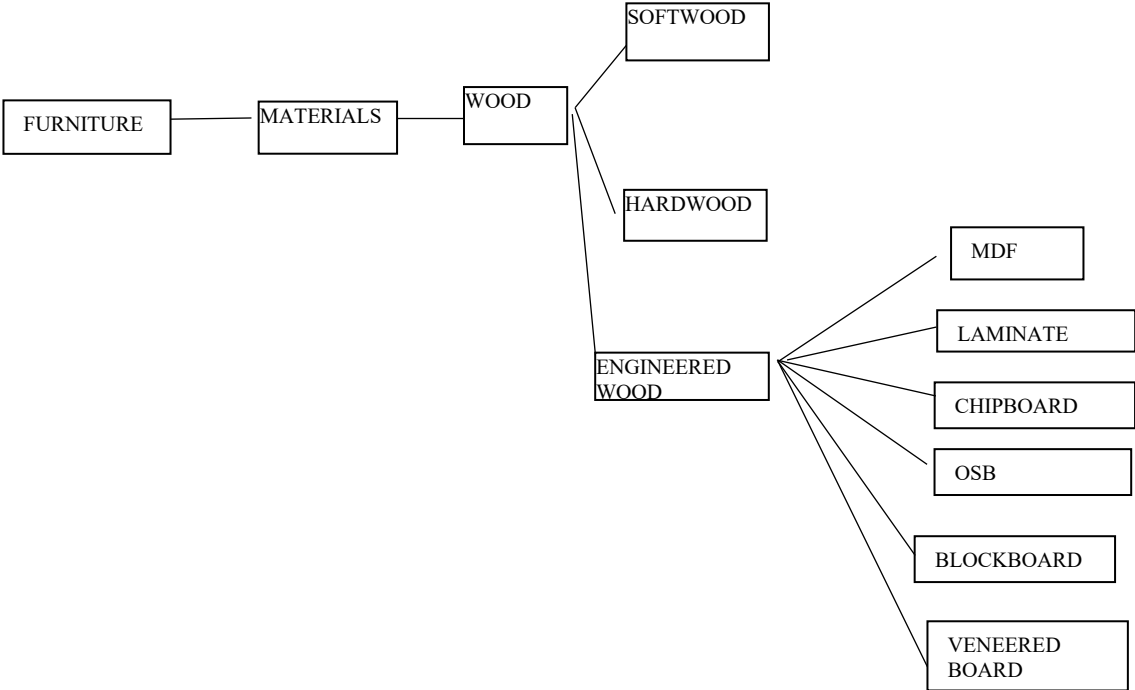 SOFTWOOD
FURNITURE
MATERIALS
WOOD
HARDWOOD
MDF
LAMINATE
ENGINEERED
WOOD
CHIPBOARD
OSB
BLOCKBOARD
VENEERED
BOARD